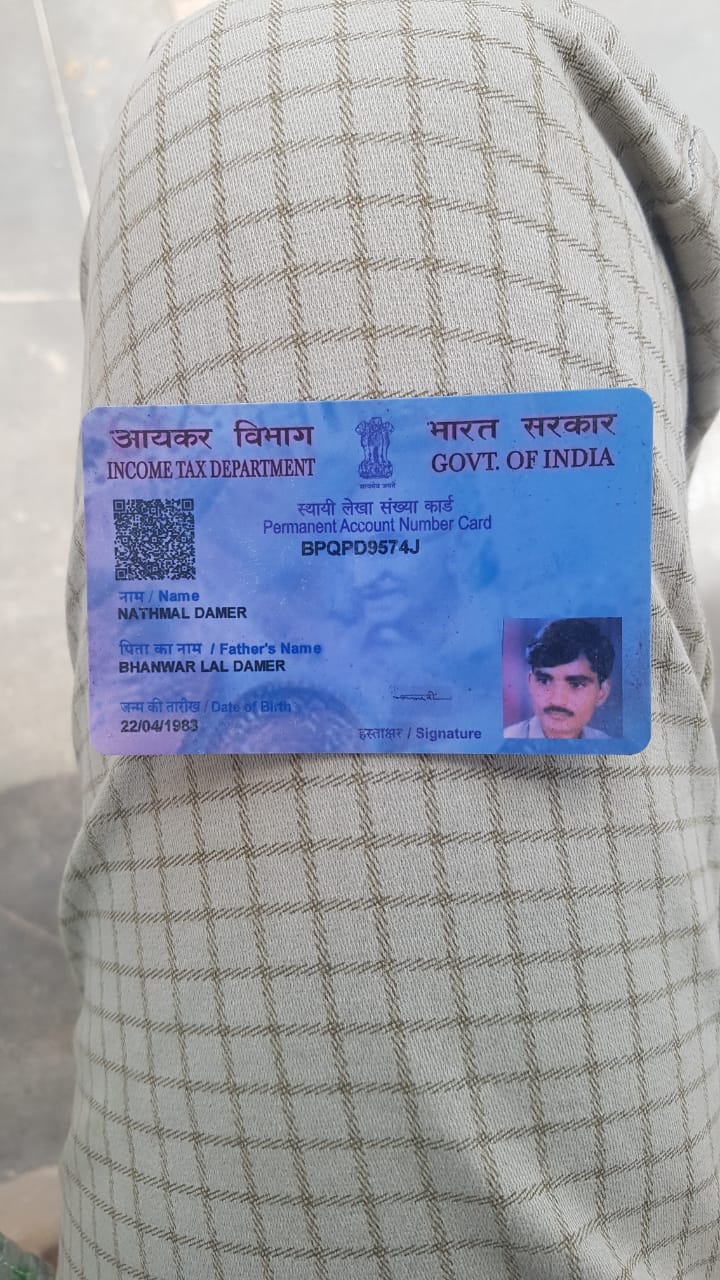 आयकर विभाग
INCOME TAX DEPARTMENT
सत्यमेव जयते
भारत सरकार
GOVT. OF INDIA
स्थायी लेखा संख्या कार्ड
Permanent Account Number Card
BPQPD9574J
नाम / Name
NATHMAL DAMER
पिता का नाम / Father's Name
BHANWAR LAL DAMER
जन्म की तारीख / Date of Birth
22/04/1983
हस्ताक्षर / Signature